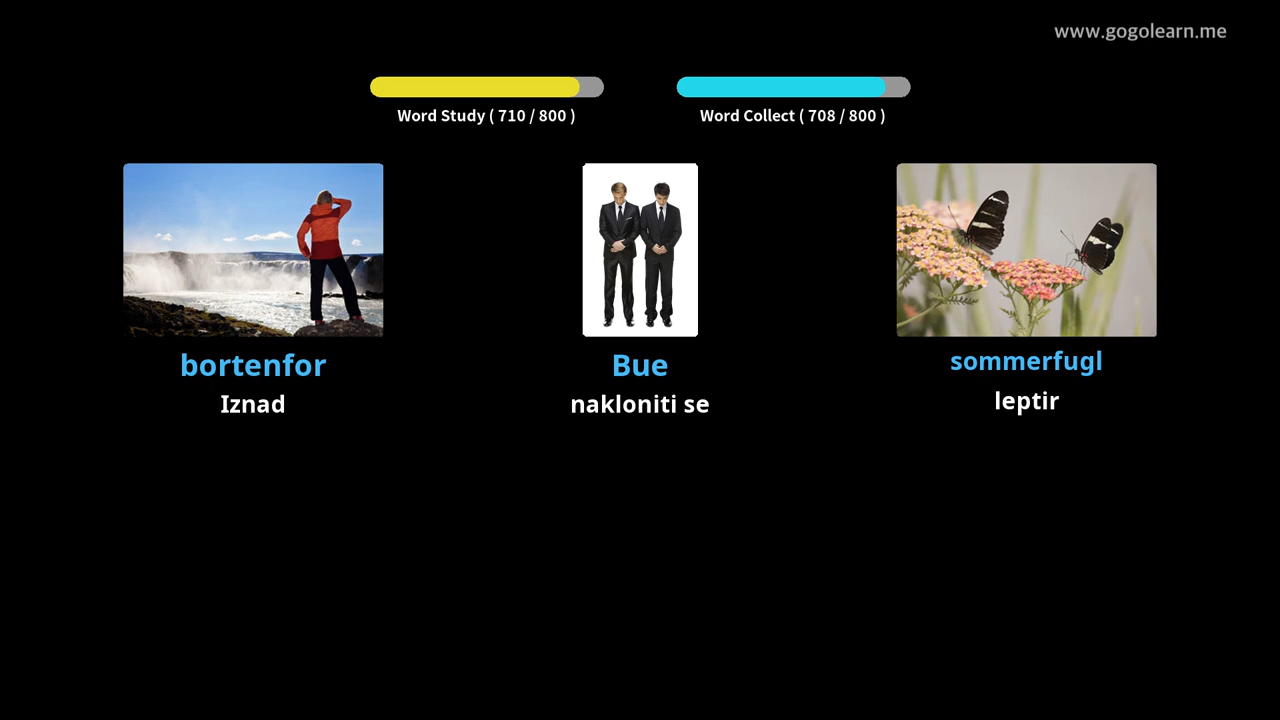 www.gogolearn.me
Word Study ( 710 / 800 )
Word Collect ( 708 / 800 )
bortenfor
Iznad
Bue
nakloniti se
sommerfugl
leptir